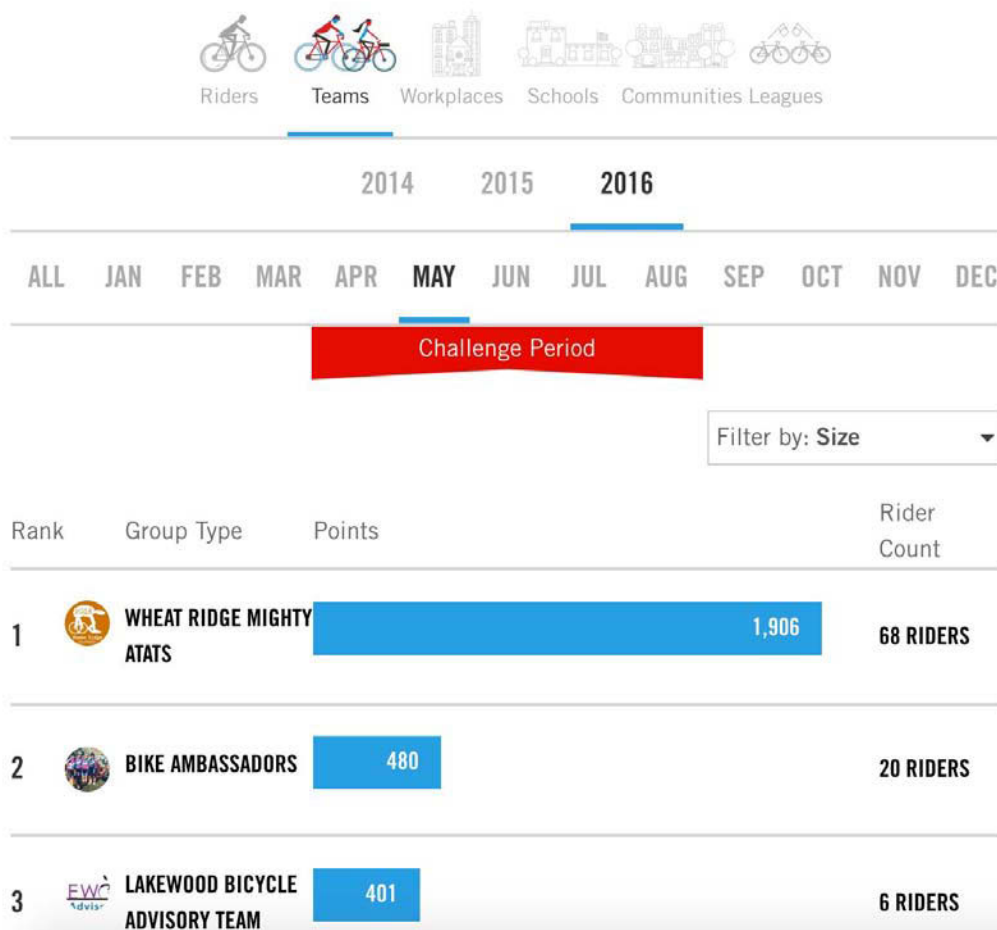 Riders Teams Workplaces Schools Communities Leagues
2014 2015 2016
ALL JAN FEB MAR APR MAY JUN JUL AUG SEP OCT NOV DEC
Challenge Period
Filter by: Size
Rank Group Type Points Rider
Count
1 WHEAT RIDGE MIGHTY 1,906 68 RIDERS
ATATS
2 BIKE AMBASSADORS 480 20 RIDERS
3 LAKEWOOD BICYCLE 401 6 RIDERS
ADVISORY TEAM